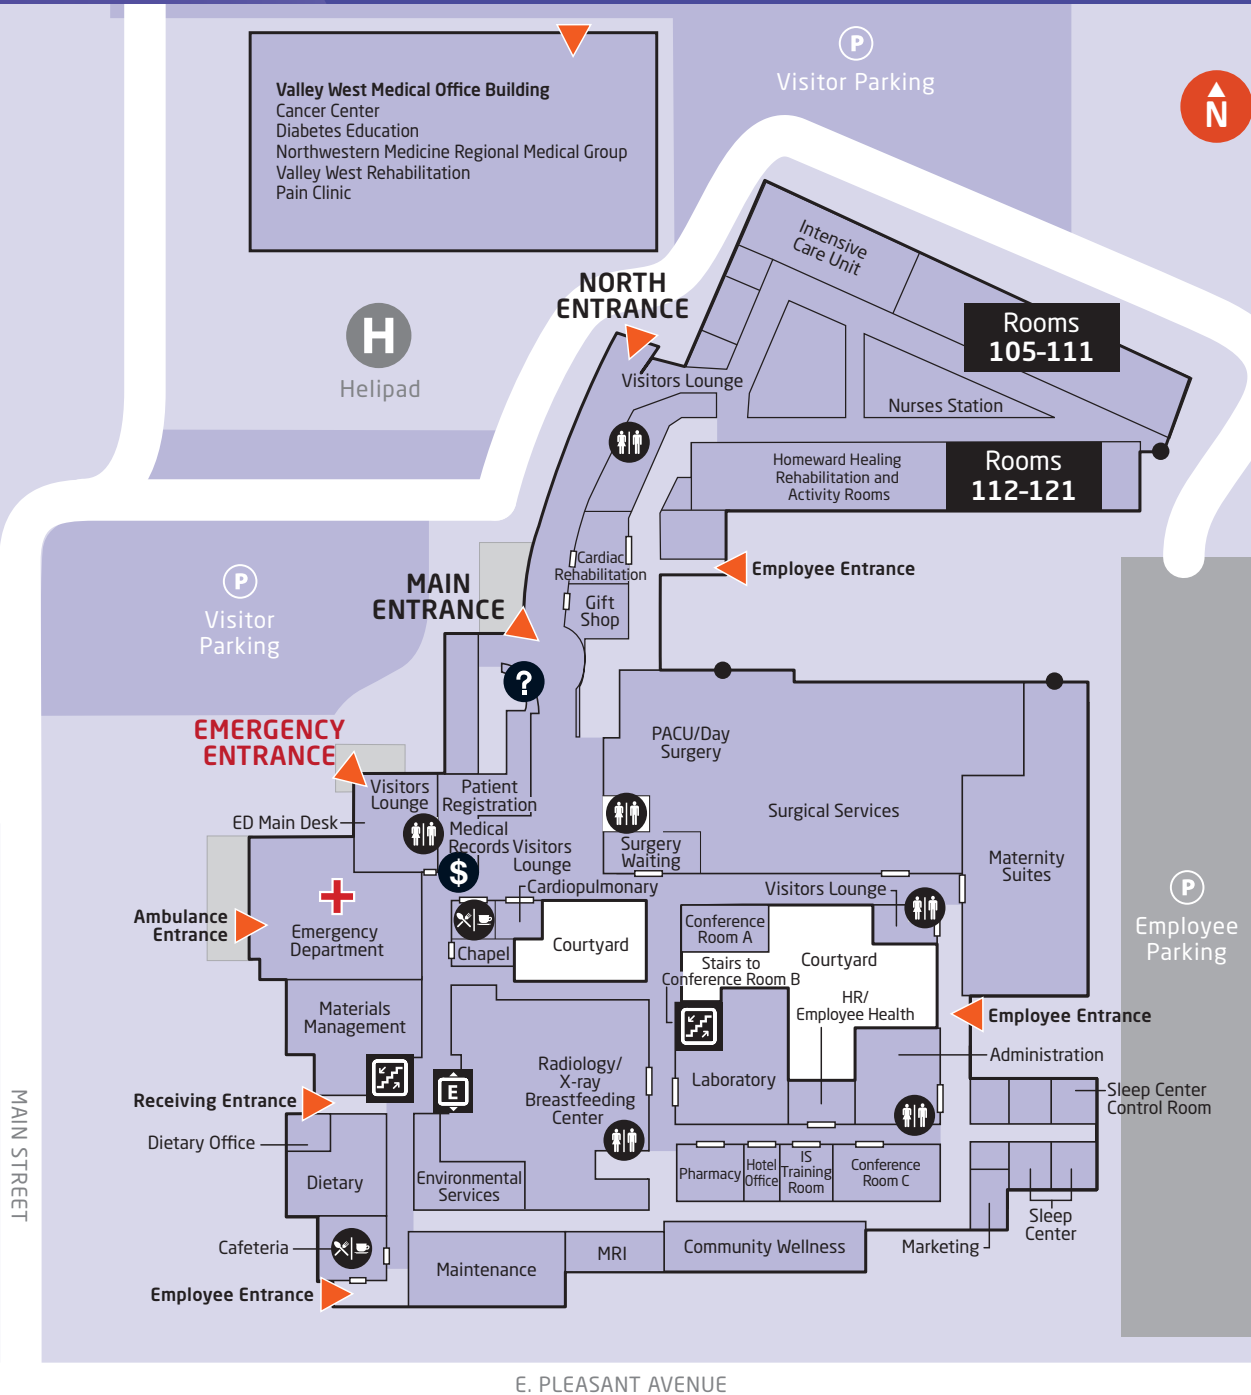 Valley West Medical Office Building
Cancer Center
Diabetes Education
Northwestern Medicine Regional Medical Group
Valley West Rehabilitation
Pain Clinic
P
Visitor Parking
N
Intensive
Care Unit
NORTH
ENTRANCE
Rooms
105-111
H
Helipad
Visitors Lounge
Nurses Station
Homeward Healing
Rehabilitation and
Activity Rooms
Rooms
112-121
Cardiac
Rehabilitation
Employee Entrance
P
Visitor
Parking
MAIN
ENTRANCE
Gift
Shop
?
EMERGENCY
ENTRANCE
PACU/Day
Surgery
Visitors
Lounge
Patient
Registration
ED Main Desk
Surgical Services
Medical
Records
Visitors
Lounge
Surgery
Waiting
$
Maternity
Suites
Cardiopulmonary
Visitors Lounge
P
Employee
Parking
Ambulance
Entrance
Emergency
Department
Chapel
Courtyard
Conference
Room A
Stairs to
Conference Room B
Courtyard
HR/
Employee Health
Materials
Management
Employee Entrance
Administration
Radiology/
X-ray
Breastfeeding
Center
Laboratory
E
Sleep Center
Control Room
Receiving Entrance
Dietary Office
MAIN STREET
Dietary
Environmental
Services
Pharmacy
Hotel
Office
IS
Training
Room
Conference
Room C
Sleep
Center
Cafeteria
Maintenance
MRI
Community Wellness
Marketing
Employee Entrance
E. PLEASANT AVENUE